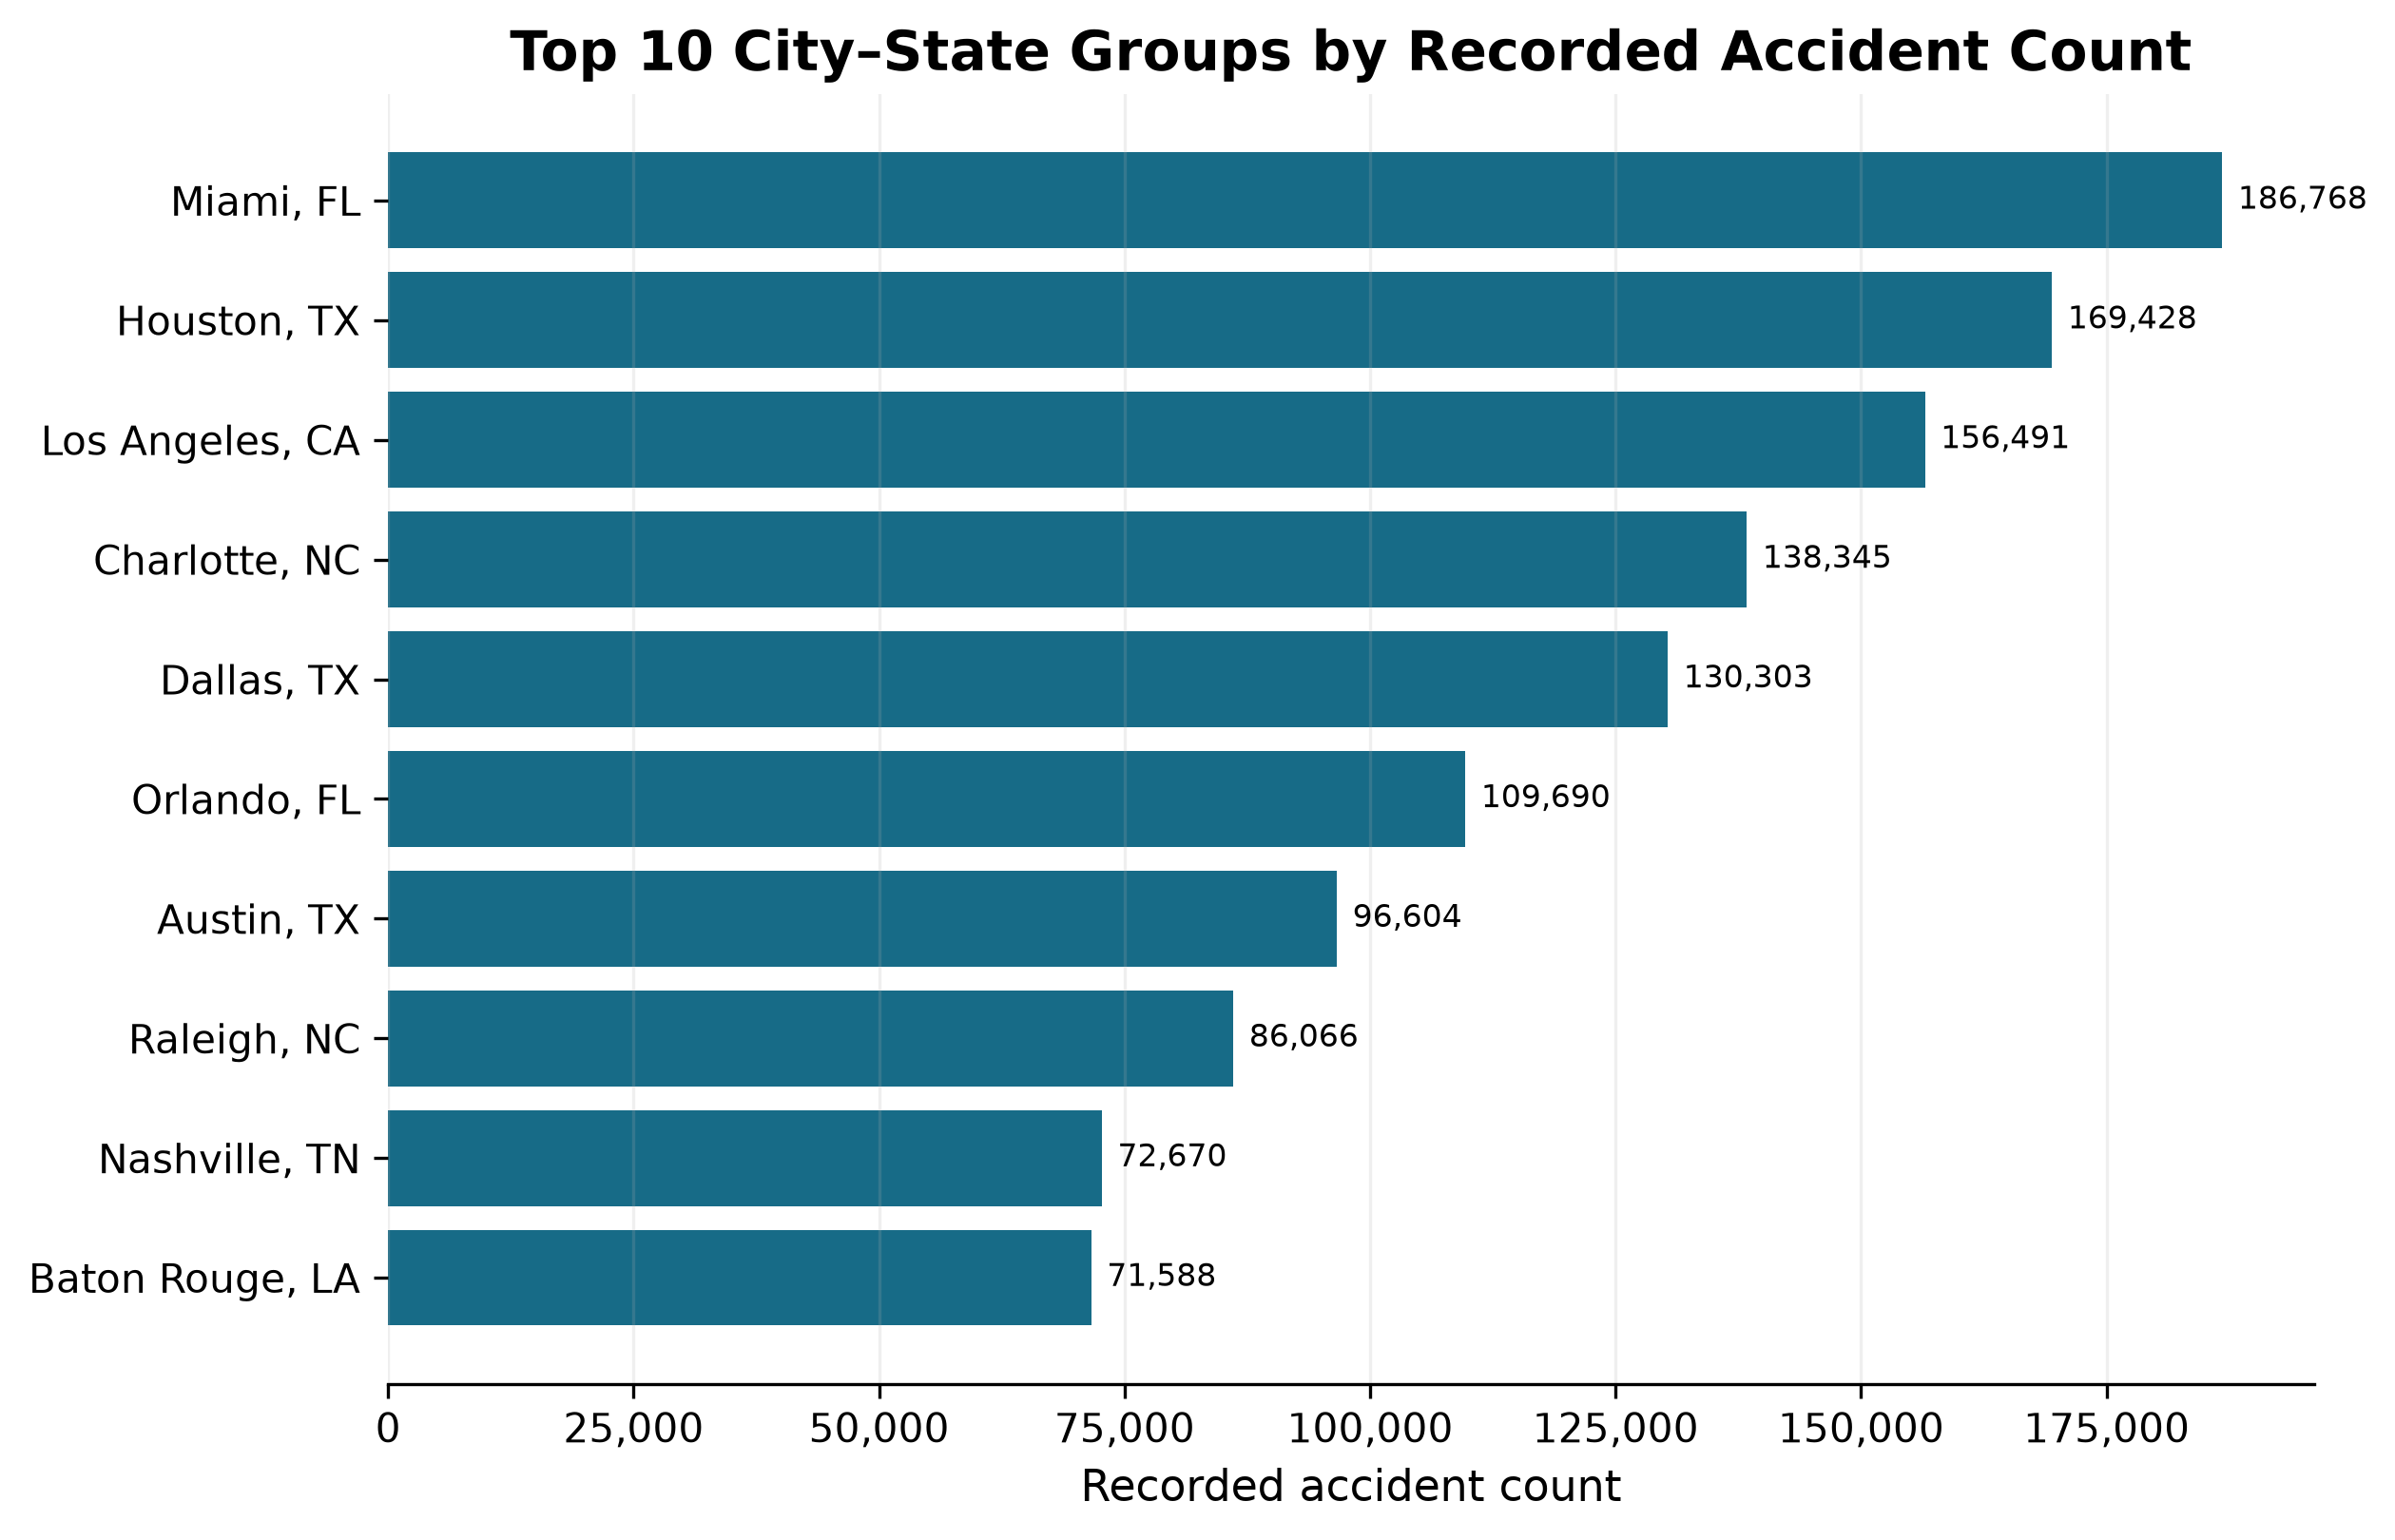 Top 10 City–State Groups by Recorded Accident Count
Miami, FL 186,768
Houston, TX 169,428
Los Angeles, CA 156,491
Charlotte, NC 138,345
Dallas, TX 130,303
Orlando, FL 109,690
Austin, TX 96,604
Raleigh, NC 86,066
Nashville, TN 72,670
Baton Rouge, LA 71,588
0 25,000 50,000 75,000 100,000 125,000 150,000 175,000
Recorded accident count